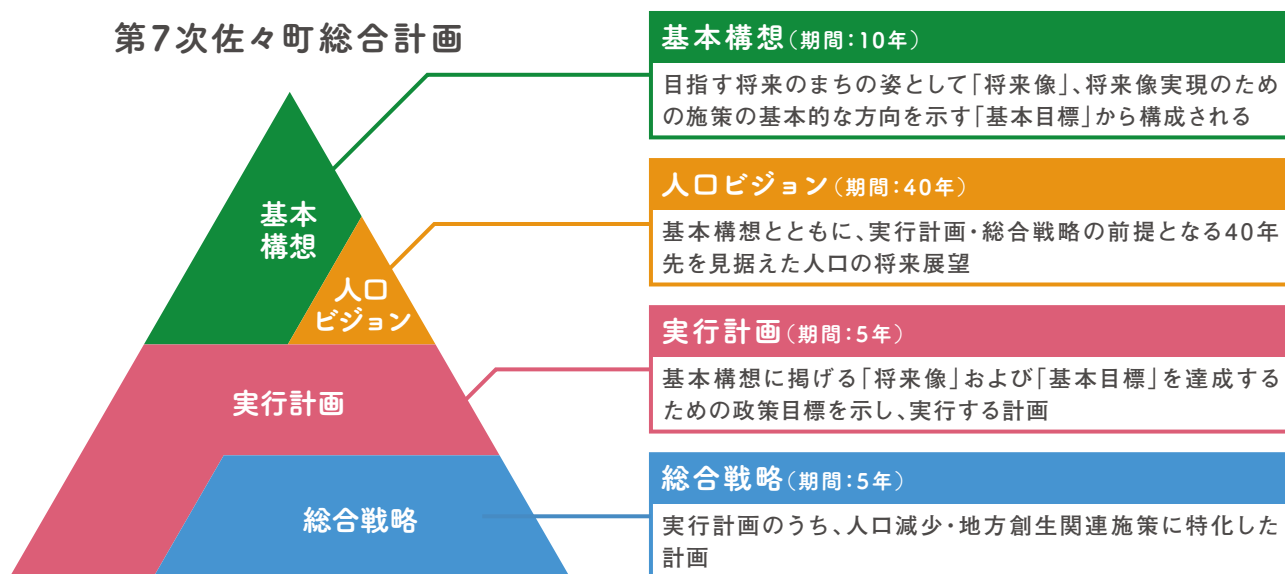 第7次佐々町総合計画
基本
構想
人口
ビジョン
実行計画
総合戦略
基本構想(期間:10年)
目指す将来のまちの姿として「将来像」、将来像実現のため
の施策の基本的な方向を示す「基本目標」から構成される
人口ビジョン(期間:40年)
基本構想とともに、実行計画・総合戦略の前提となる40年
先を見据えた人口の将来展望
実行計画(期間:5年)
基本構想に掲げる「将来像」および「基本目標」を達成する
ための政策目標を示し、実行する計画
総合戦略(期間:5年)
実行計画のうち、人口減少・地方創生関連施策に特化した
計画